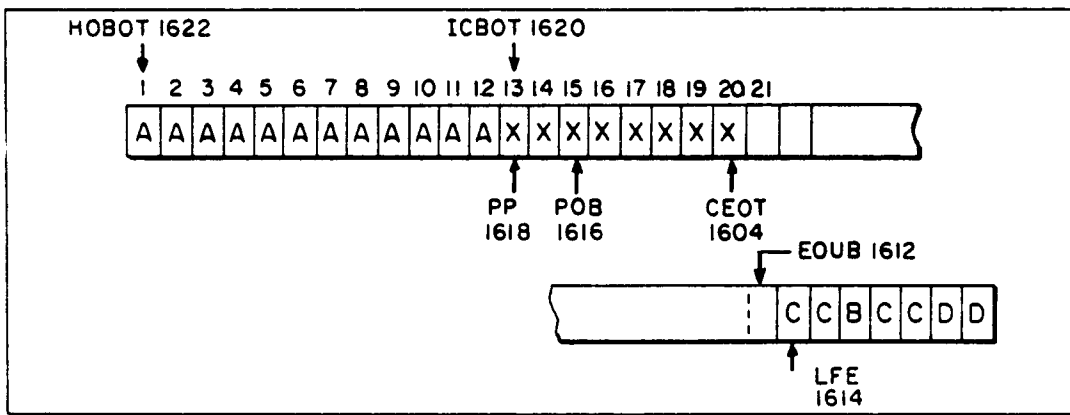 HOBOT 1622 ICBOT 1620
1 2 3 4 5 6 7 8 9 10 11 12 13 14 15 16 17 18 19 20 21
A A A A A A A A A A A A X X X X X X X X
PP POB CEOT
1618 1616 1604
EOUB 1612
C C B C C D D
LFE
1614